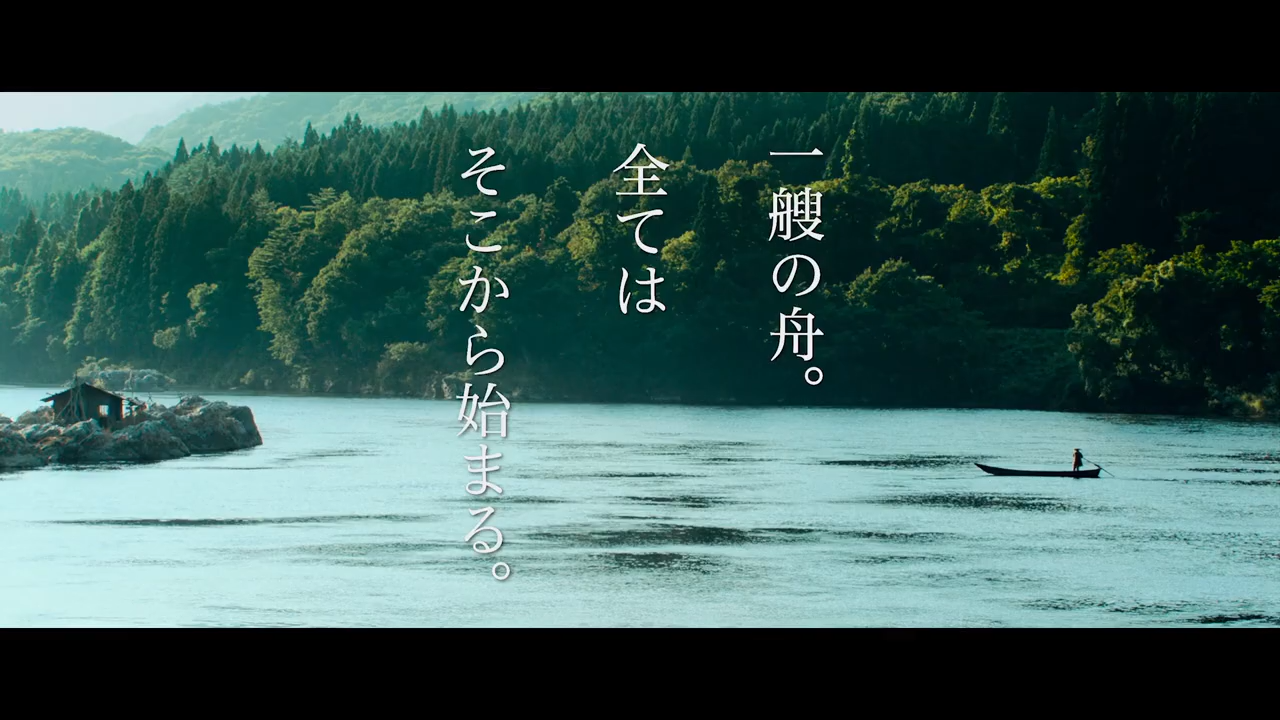 一艘の舟。
全ては
そこから始まる。